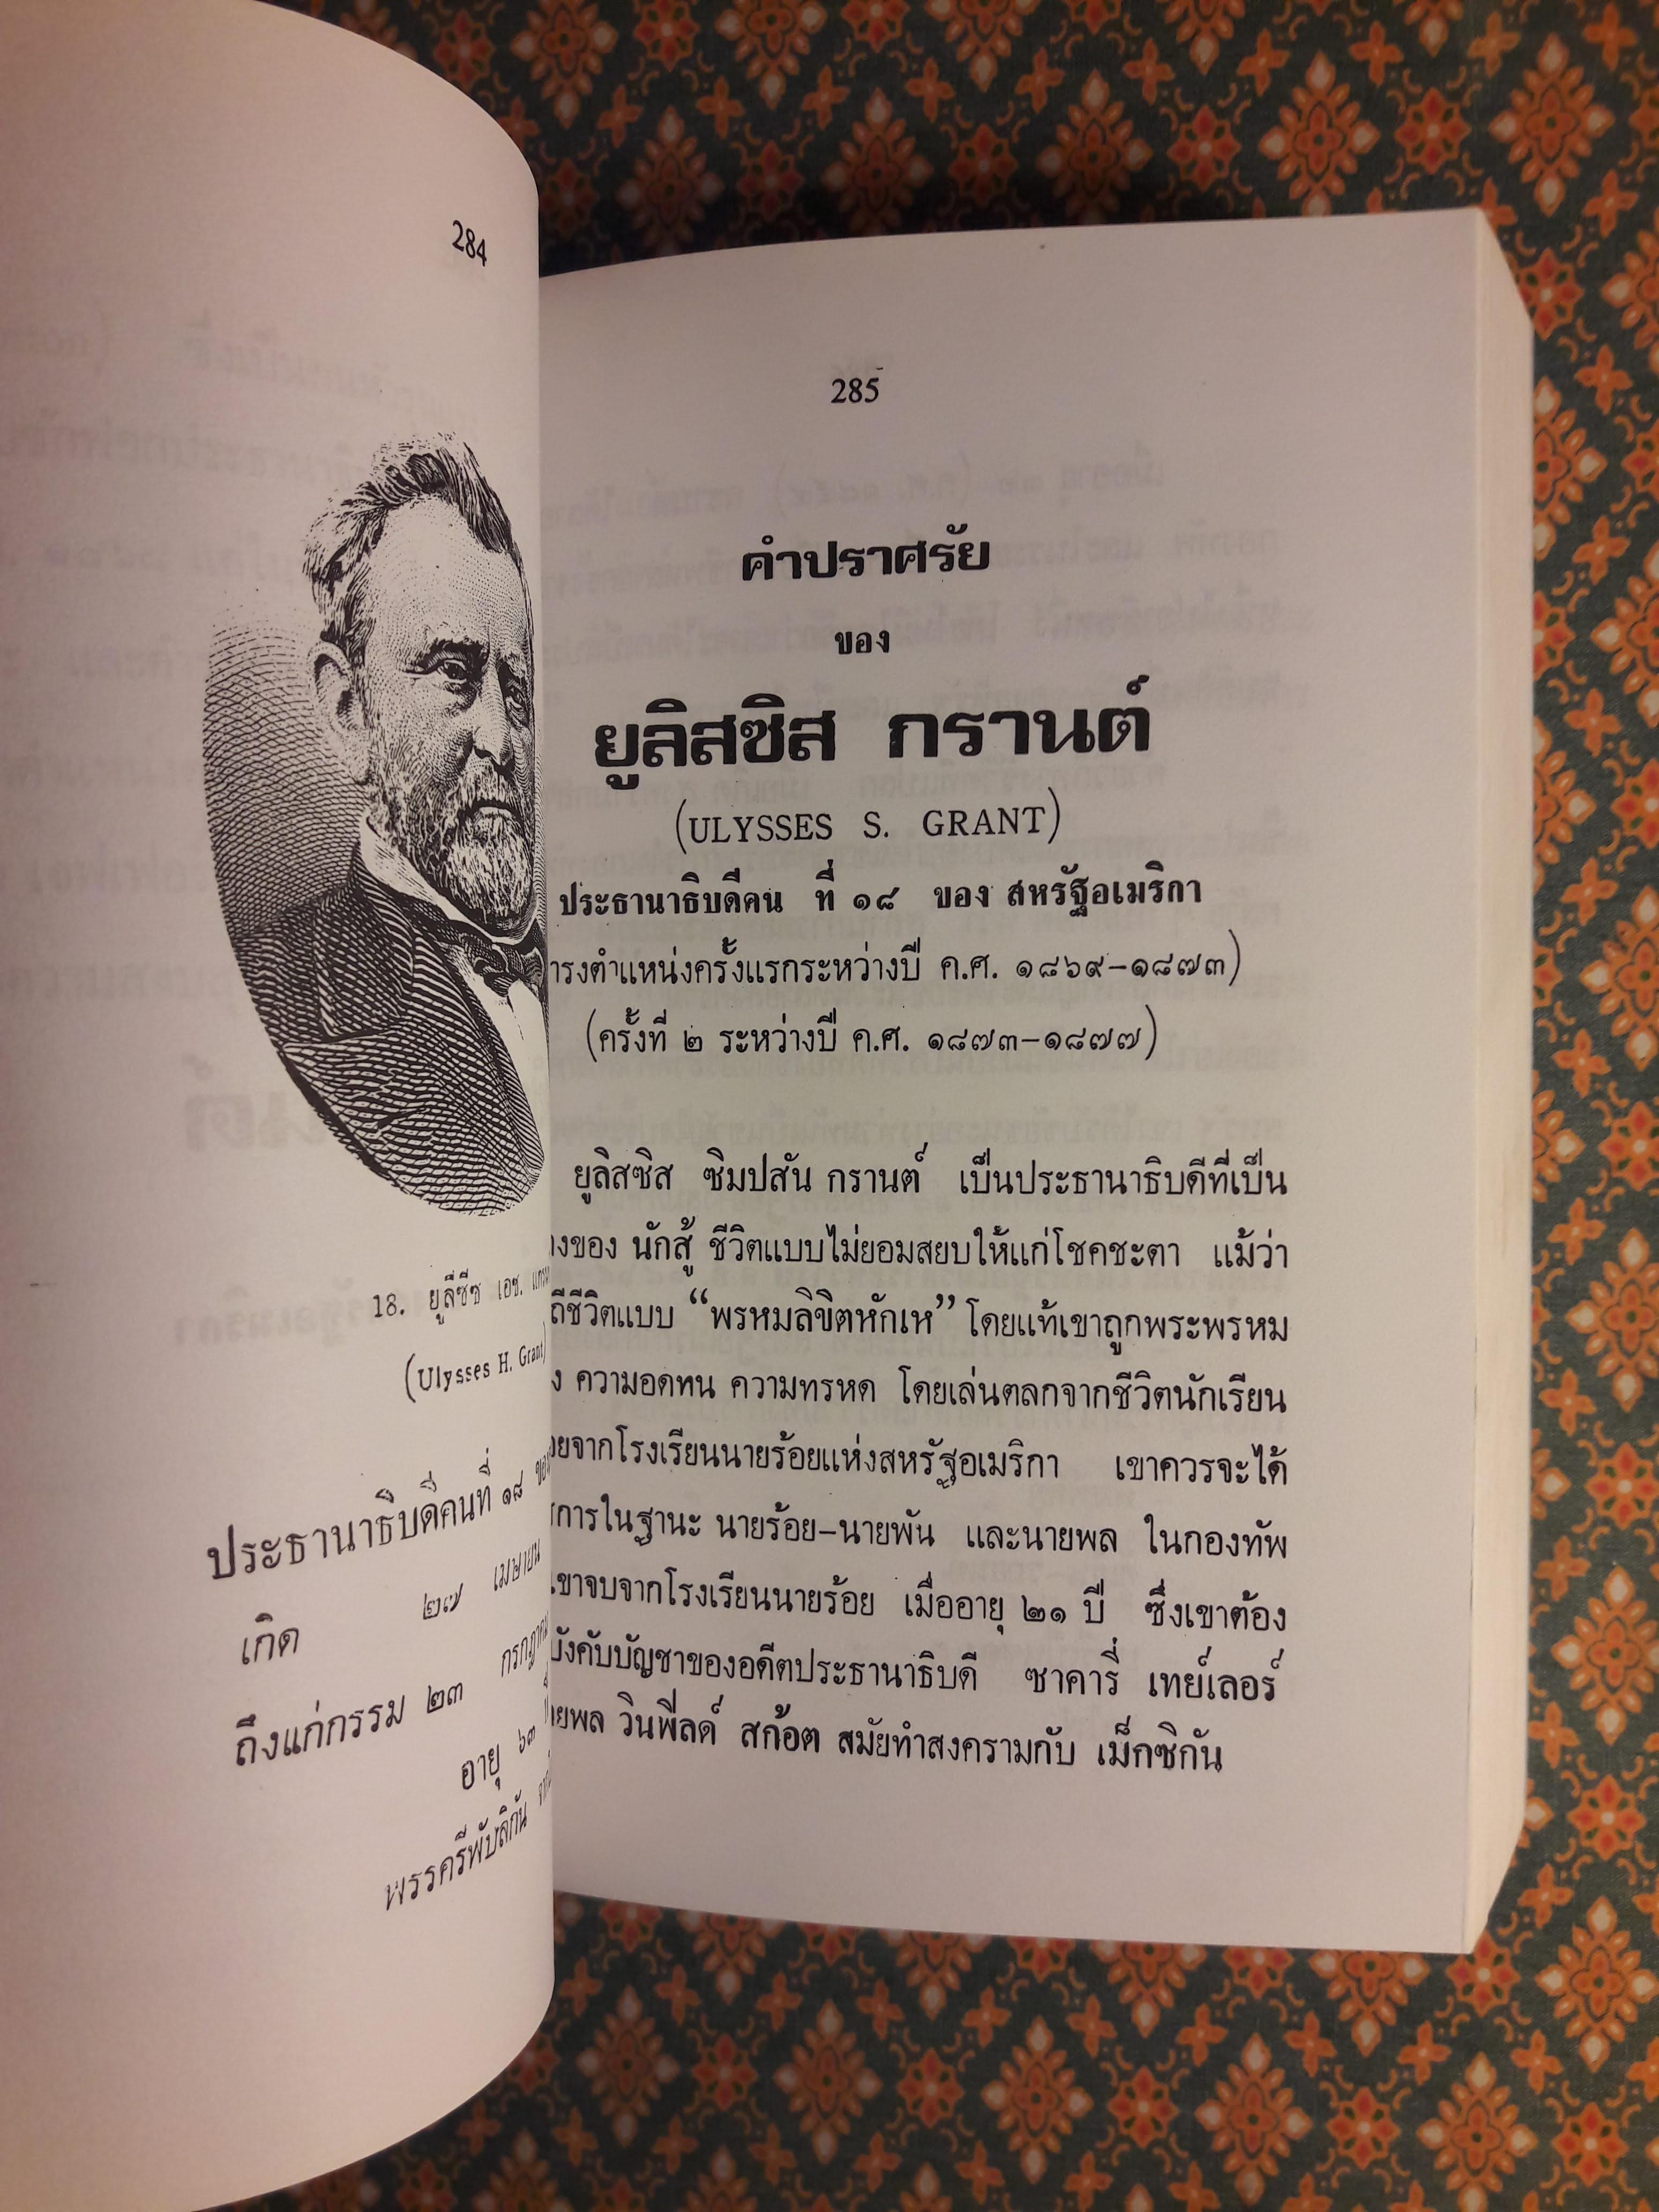 284
18. ยูลีซีซ เอช.
(Ulysses H. Grant)
ประธานาธิบดีคนที่ ๑๘ ของ
เกิด ๒๗ เมษายน
ถึงแก่กรรม ๒๓ กรกฎาคม
อายุ ๖๓ ปี
พรรครีพับลิกัน จาก
285
คำปราศรัย
ของ
ยูลิสซิส กรานต์
(ULYSSES S. GRANT)
ประธานาธิบดีคน ที่ ๑๘ ของ สหรัฐอเมริกา
ารงตำแหน่งครั้งแรกระหว่างปี ค.ศ. ๑๘๖๙-๑๘๗๓)
(ครั้งที่ ๒ ระหว่างปี ค.ศ. ๑๘๗๓-๑๘๗๗)
ยูลิสซิส ซิมปสัน กรานต์ เป็นประธานาธิบดีที่เป็น
ของ นักสู้ ชีวิตแบบไม่ยอมสยบให้แก่โชคชะตา แม้ว่า
ถีชีวิตแบบ “พรหมลิขิตหักเห” โดยแท้เขาถูกพระพรหม
ง ความอดทน ความทรหด โดยเล่นตลกจากชีวิตนักเรียน
จากโรงเรียนนายร้อยแห่งสหรัฐอเมริกา เขาควรจะได้
การในฐานะ นายร้อย-นายพัน และนายพล ในกองทัพ
เขาจบจากโรงเรียนนายร้อย เมื่ออายุ ๒๑ ปี ซึ่งเขาต้อง
บังคับบัญชาของอดีตประธานาธิบดี ซาคารี่ เทย์เลอร์
ายพล วินฟีลด์ สก้อต สมัยทำสงครามกับ เม็กซิกัน